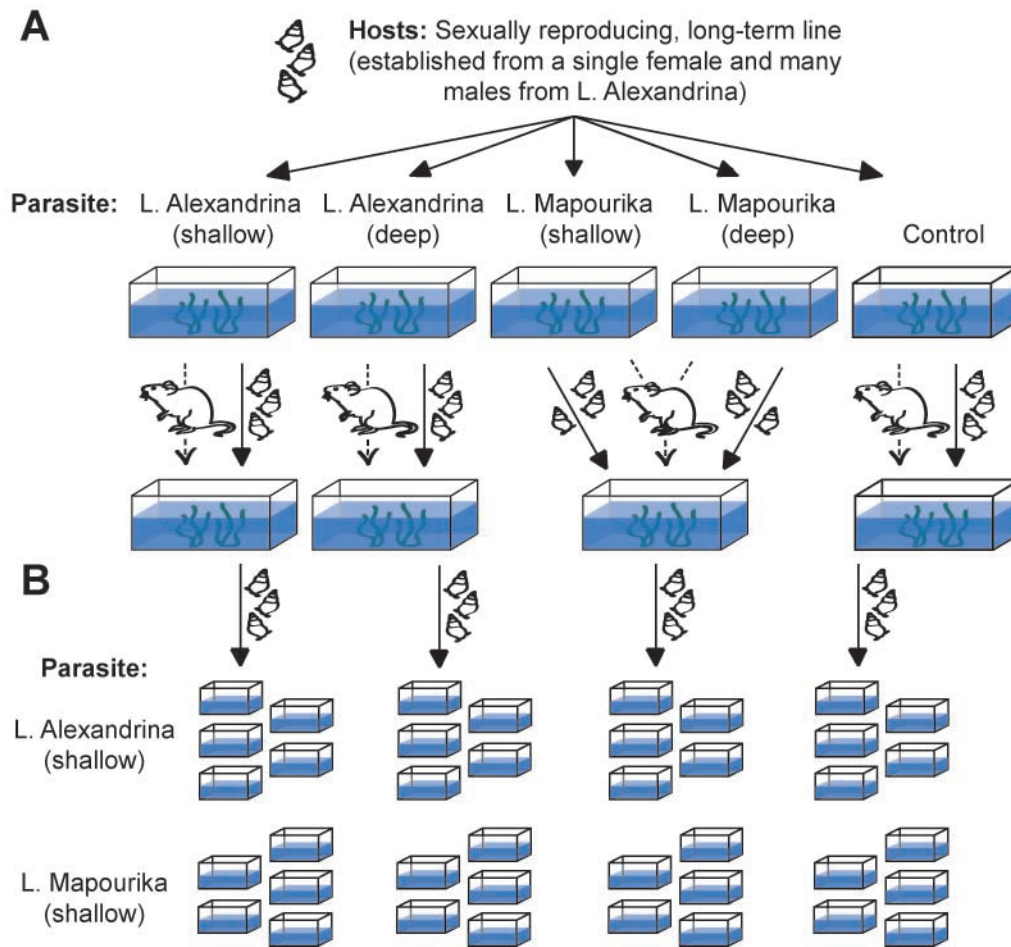 A
Hosts: Sexually reproducing, long-term line
(established from a single female and many
males from L. Alexandrina)
Parasite: L. Alexandrina (shallow)
L. Alexandrina (deep)
L. Mapourika (shallow)
L. Mapourika (deep)
Control
B
Parasite:
L. Alexandrina
(shallow)
L. Mapourika
(shallow)